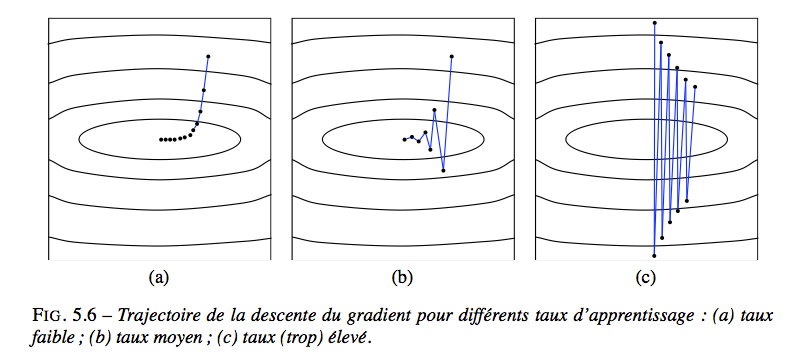 (a)
(b)
(c)
FIG. 5.6 – Trajectoire de la descente du gradient pour différents taux d'apprentissage : (a) taux
faible ; (b) taux moyen ; (c) taux (trop) élevé.